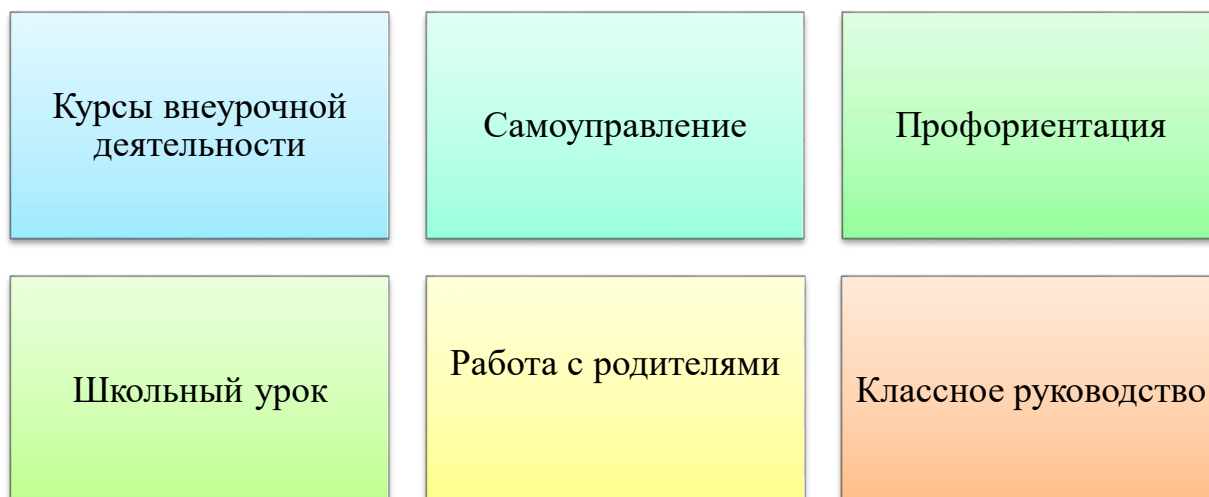 Курсы внеурочной
деятельности
Самоуправление
Профориентация
Школьный урок
Работа с родителями
Классное руководство